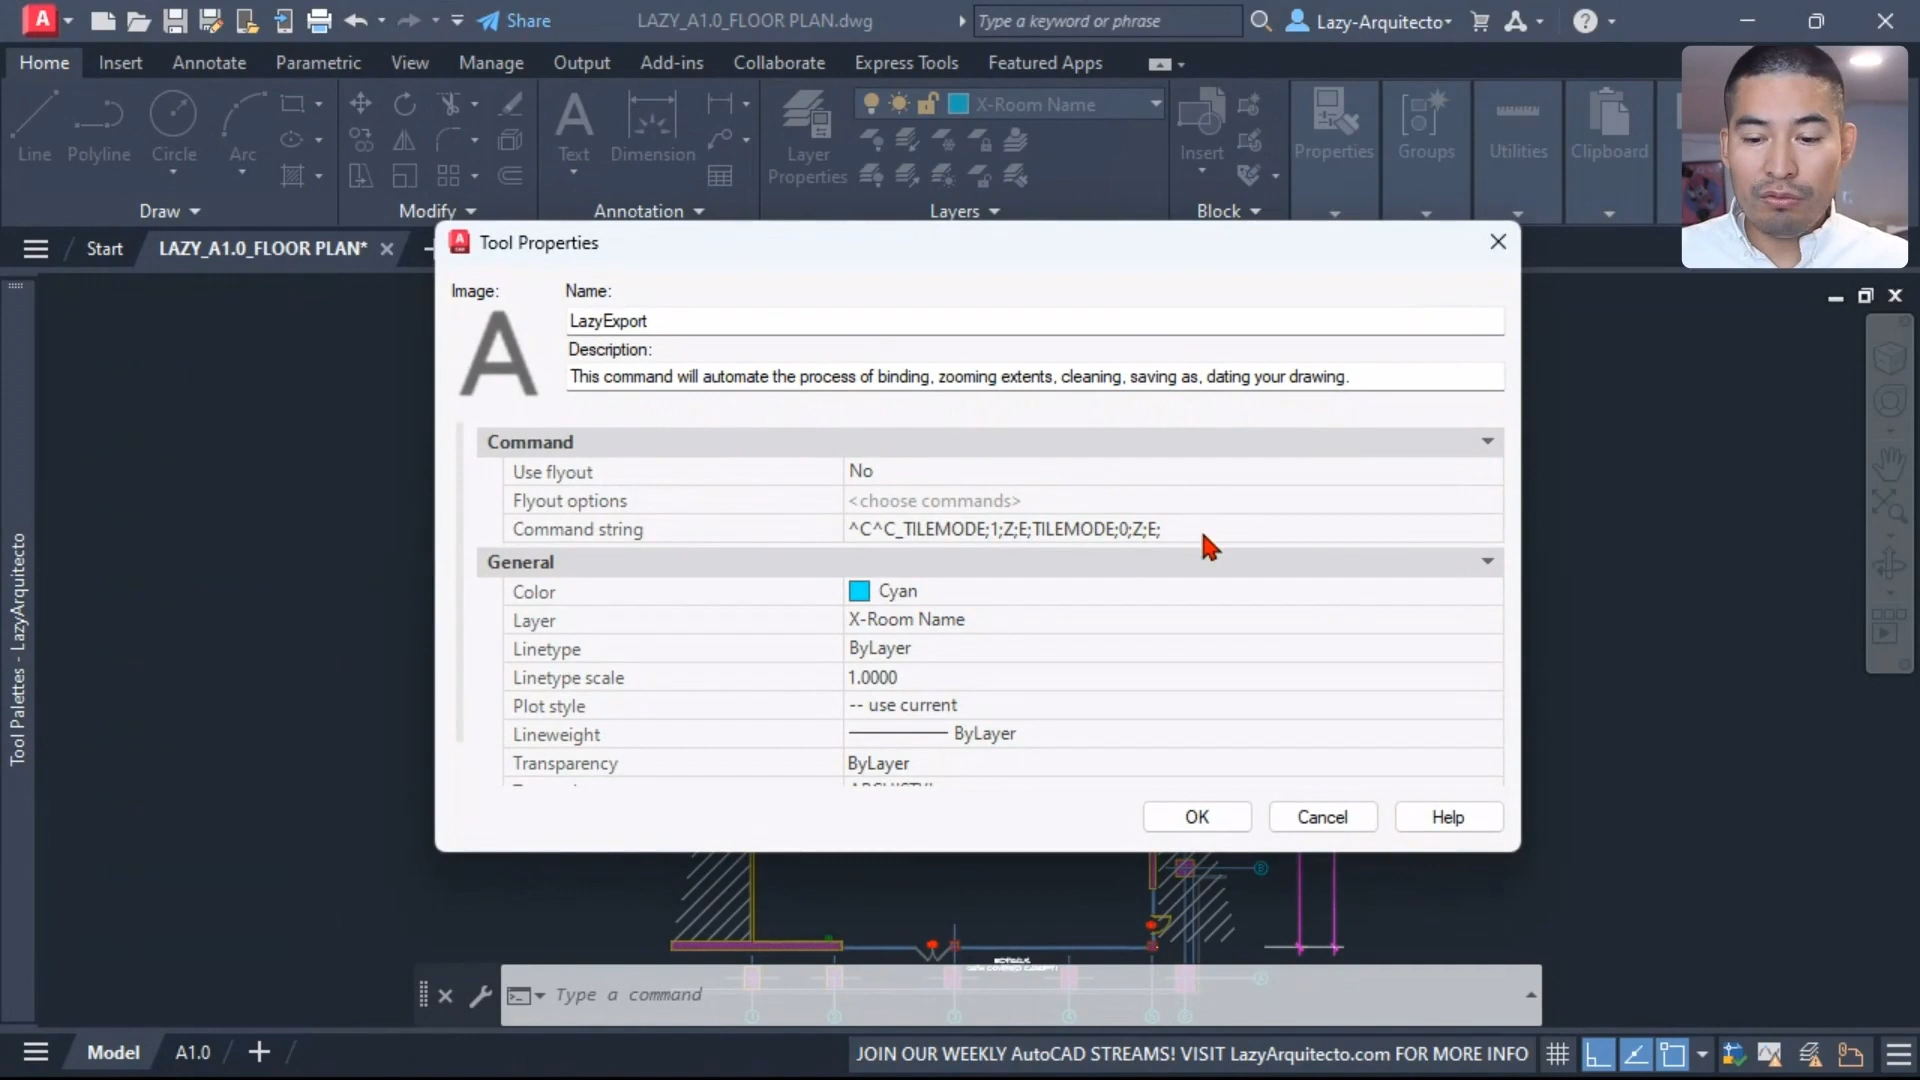 Share
LAZY_A1.0_FLOOR PLAN.dwg
Type a keyword or phrase
Lazy-Arquitecto
Home Insert Annotate Parametric View Manage Output Add-ins Collaborate Express Tools Featured Apps
X-Room Name
Line Polyline Circle Arc
Text Dimension
Layer Properties
Insert
Properties Groups Utilities Clipboard
Draw Modify Annotation Layers Block
Start
LAZY_A1.0_FLOOR PLAN*
Tool Properties
Image:
Name:
LazyExport
Description:
This command will automate the process of binding, zooming extents, cleaning, saving as, dating your drawing.
Command
Use flyout No
Flyout options <choose commands>
Command string ^C^C_TILEMODE;1;Z;E;TILEMODE;0;Z;E;
General
Color Cyan
Layer X-Room Name
Linetype ByLayer
Linetype scale 1.0000
Plot style -- use current
Lineweight ByLayer
Transparency ByLayer
OK Cancel Help
Tool Palettes - LazyArquitecto
Type a command
Model A1.0
JOIN OUR WEEKLY AutoCAD STREAMS! VISIT LazyArquitecto.com FOR MORE INFO